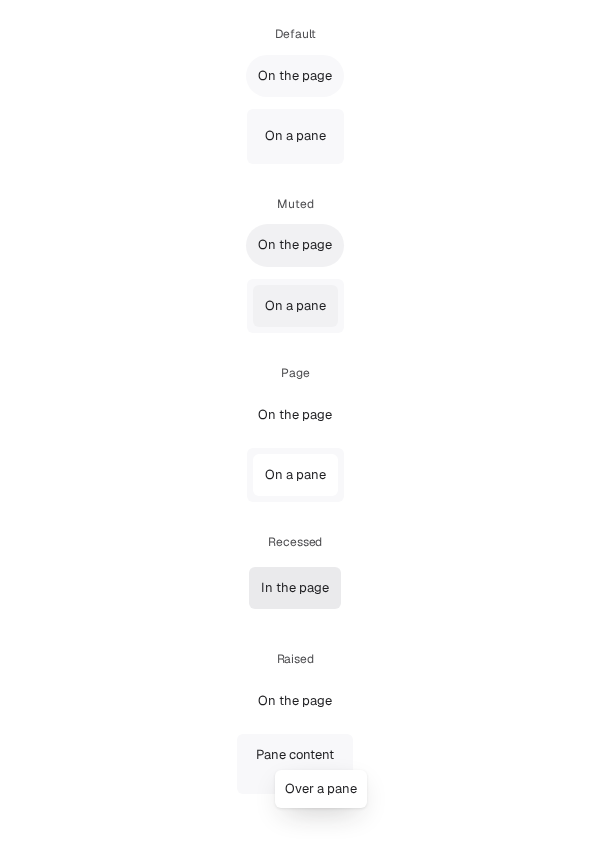 Default
On the page
On a pane
Muted
On the page
On a pane
Page
On the page
On a pane
Recessed
In the page
Raised
On the page
Pane content
Over a pane